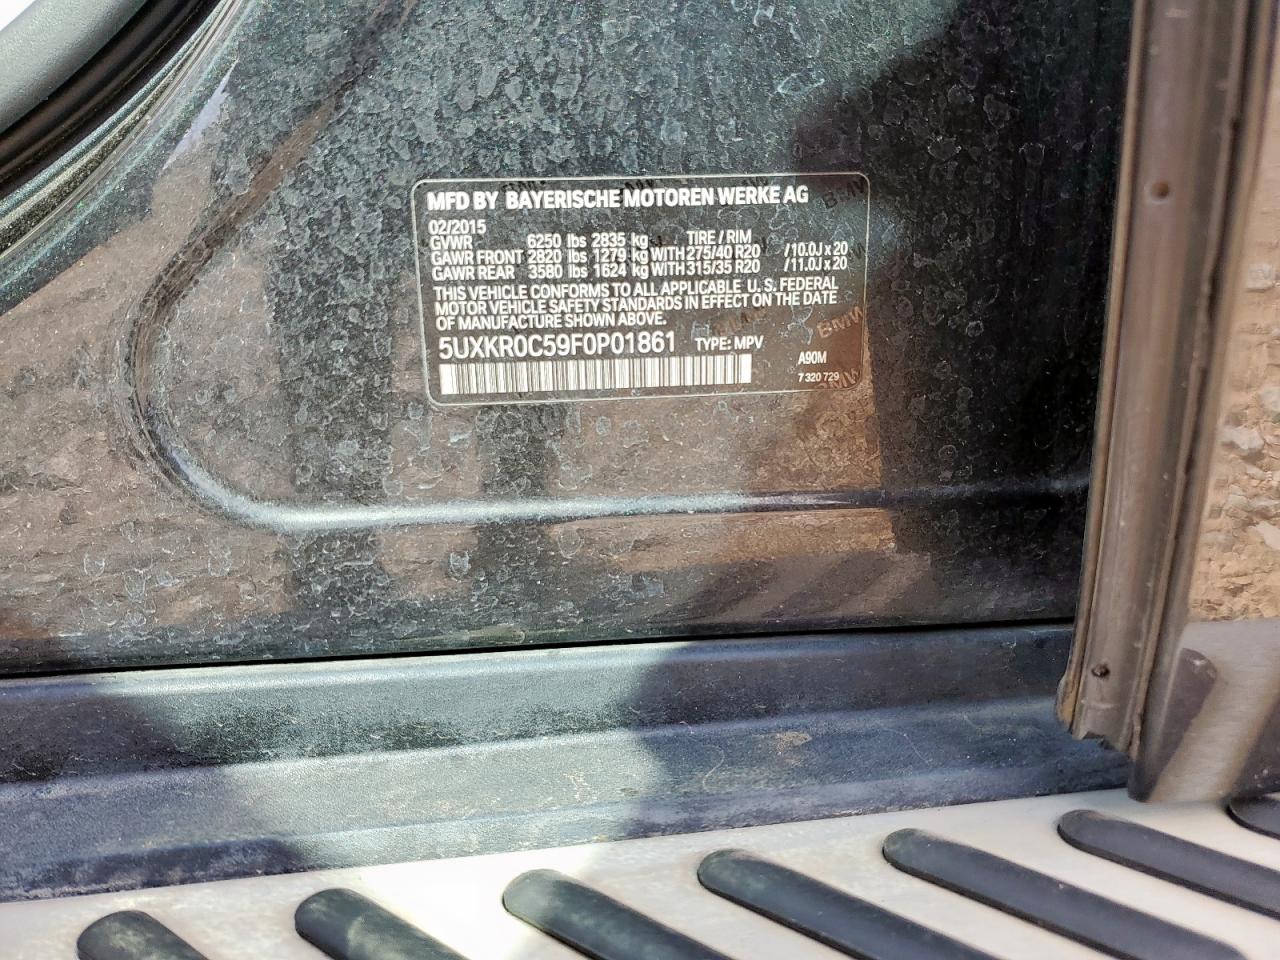 MFD BY BAYERISCHE MOTOREN WERKE AG
02/2015
GVWR 6250 lbs 2835 kg TIRE / RIM
GAWR FRONT 2820 lbs 1279 kg WITH 275/40 R20 /10.0J x 20
GAWR REAR 3580 lbs 1624 kg WITH 315/35 R20 /11.0J x 20
THIS VEHICLE CONFORMS TO ALL APPLICABLE U.S. FEDERAL
MOTOR VEHICLE SAFETY STANDARDS IN EFFECT ON THE DATE
OF MANUFACTURE SHOWN ABOVE.
5UXKR0C59F0P01861 TYPE: MPV
A90M
7 320 729